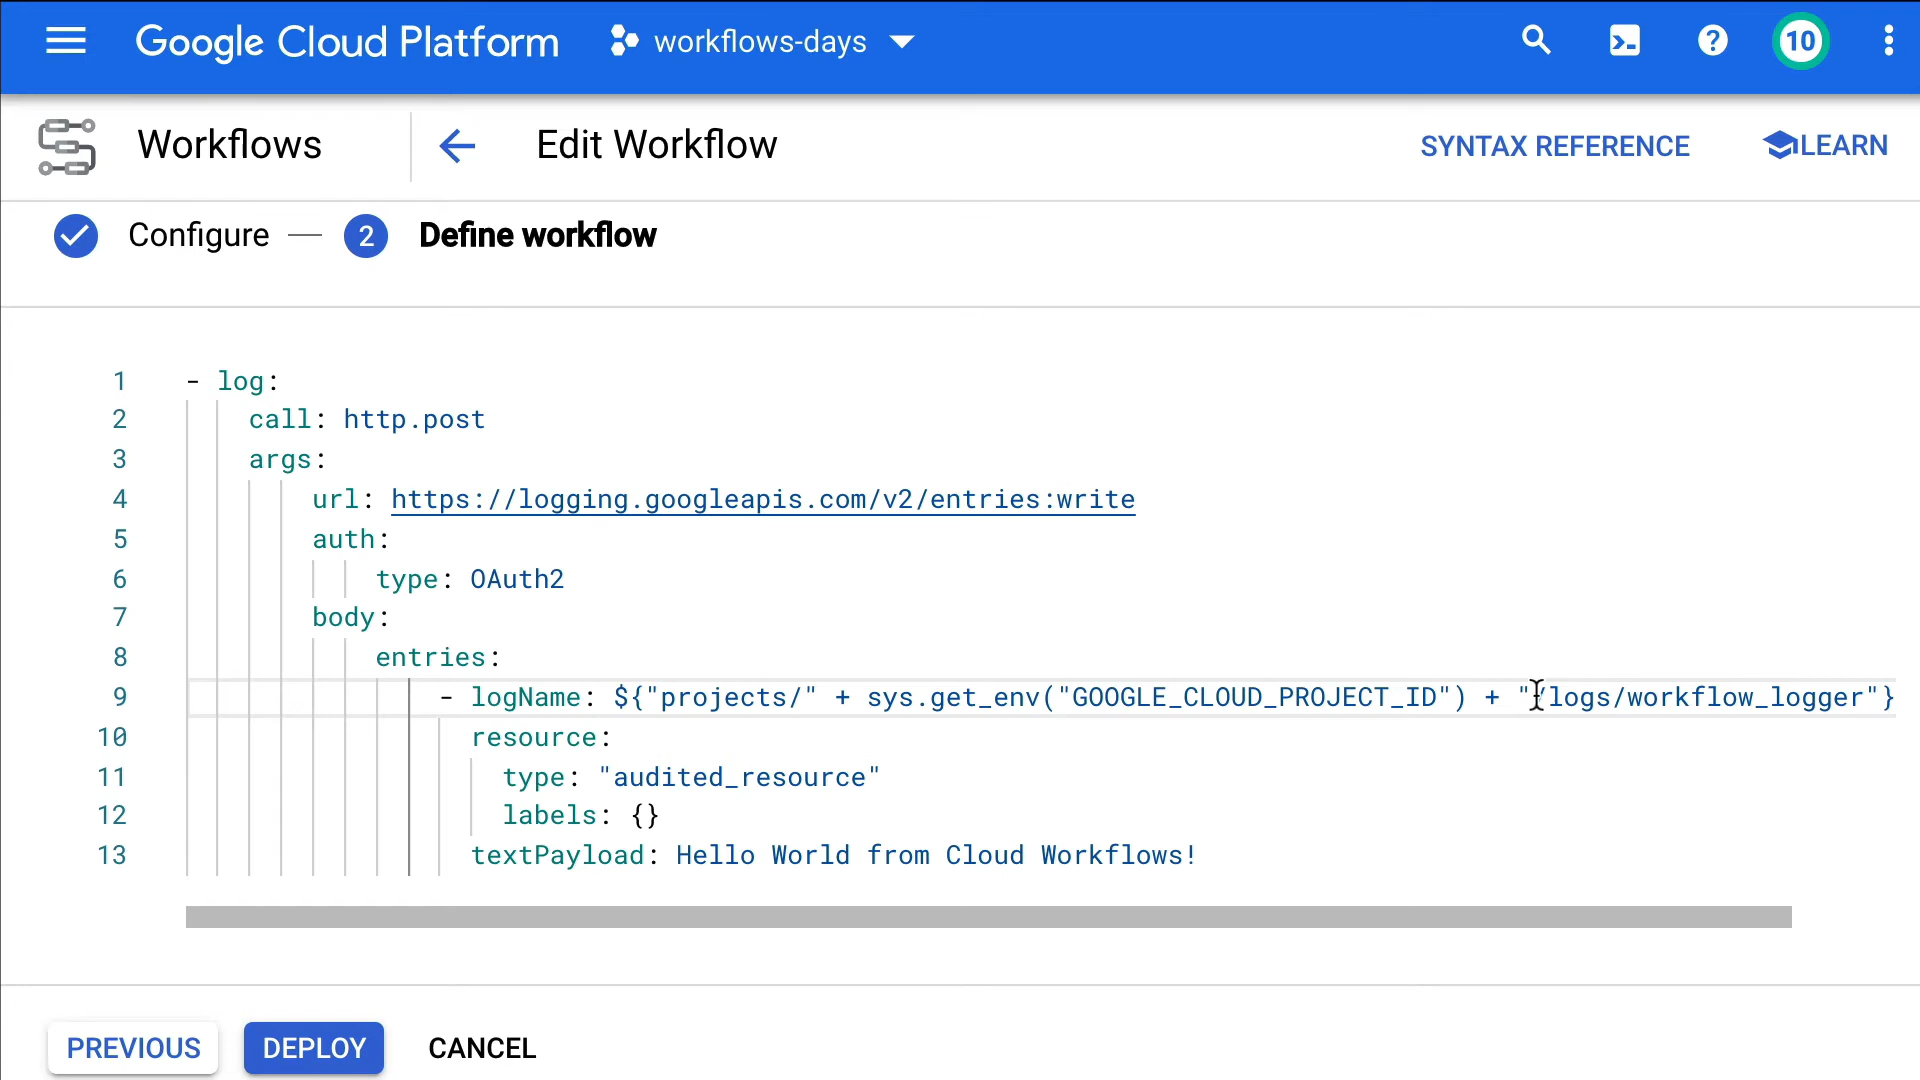 Google Cloud Platform workflows-days 10
Workflows Edit Workflow SYNTAX REFERENCE LEARN
Configure 2 Define workflow
1 - log:
2 call: http.post
3 args:
4 url: https://logging.googleapis.com/v2/entries:write
5 auth:
6 type: OAuth2
7 body:
8 entries:
9 - logName: ${"projects/" + sys.get_env("GOOGLE_CLOUD_PROJECT_ID") + "/logs/workflow_logger"}
10 resource:
11 type: "audited_resource"
12 labels: {}
13 textPayload: Hello World from Cloud Workflows!
PREVIOUS DEPLOY CANCEL